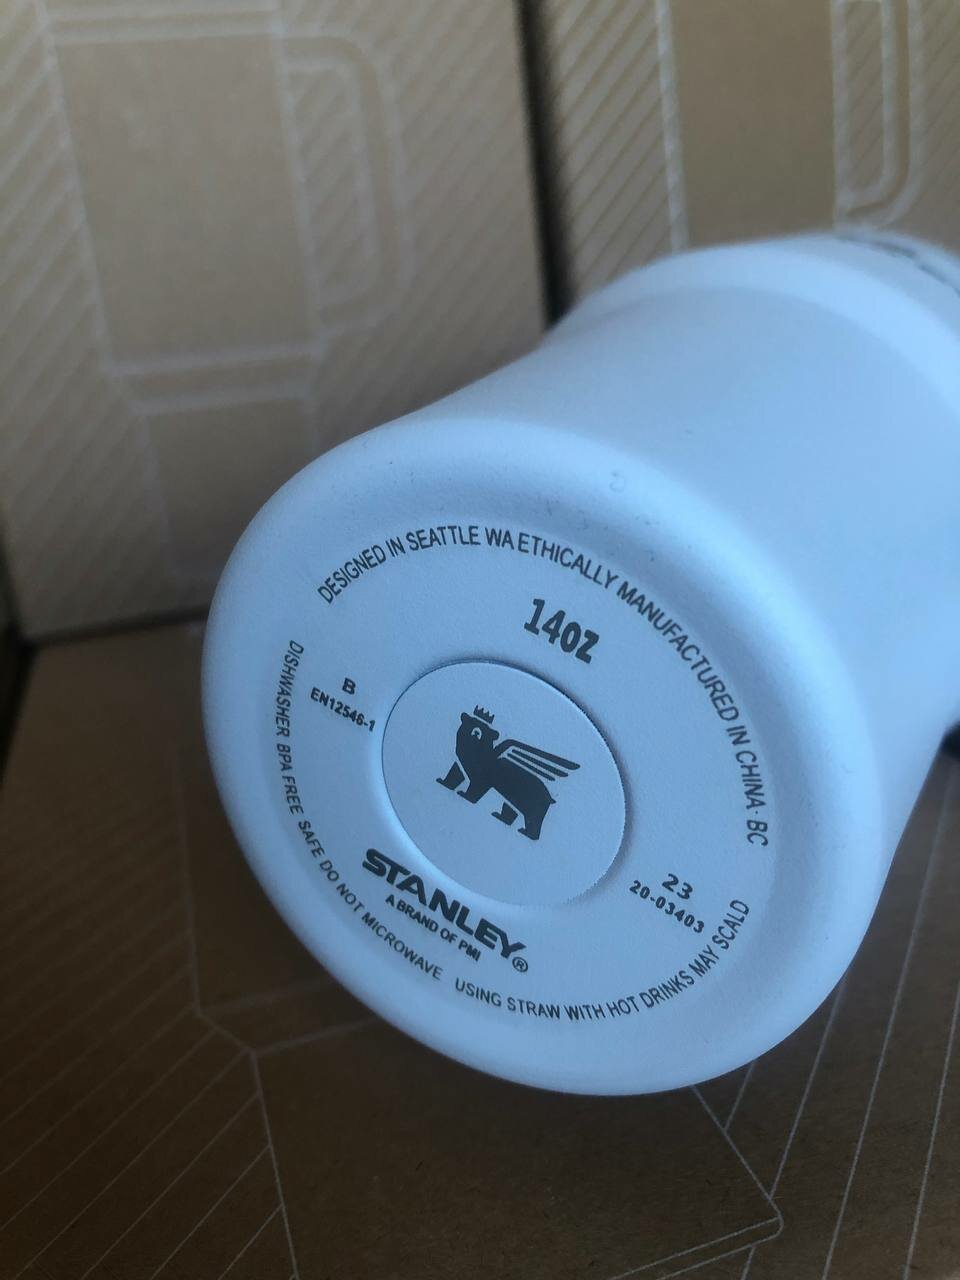 DESIGNED IN SEATTLE WA ETHICALLY MANUFACTURED IN CHINA · BC
14OZ
B
EN12546-1
STANLEY®
A BRAND OF PMI
23
20-03403
DISHWASHER BPA FREE SAFE DO NOT MICROWAVE USING STRAW WITH HOT DRINKS MAY SCALD